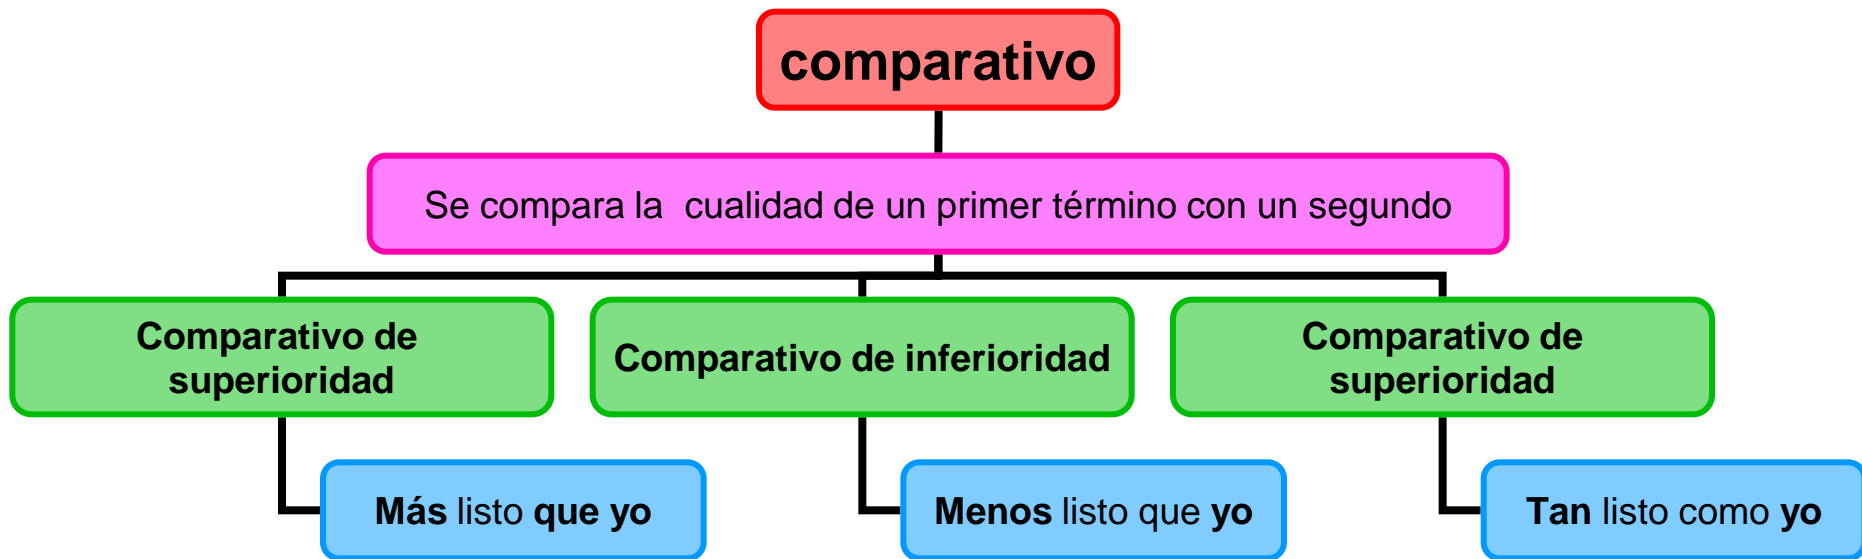 comparativo
Se compara la  cualidad de un primer término con un segundo
Comparativo de
superioridad
Comparativo de inferioridad
Comparativo de
superioridad
Más listo que yo
Menos listo que yo
Tan listo como yo